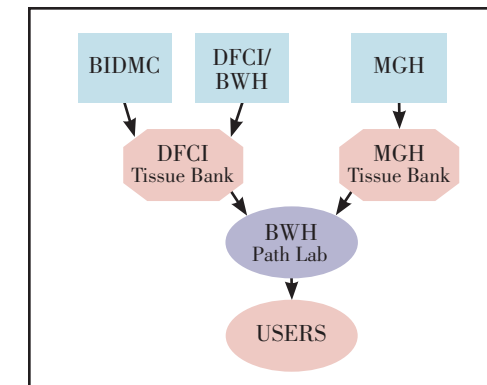 BIDMC
DFCI/
BWH
MGH
DFCI
Tissue Bank
MGH
Tissue Bank
BWH
Path Lab
USERS